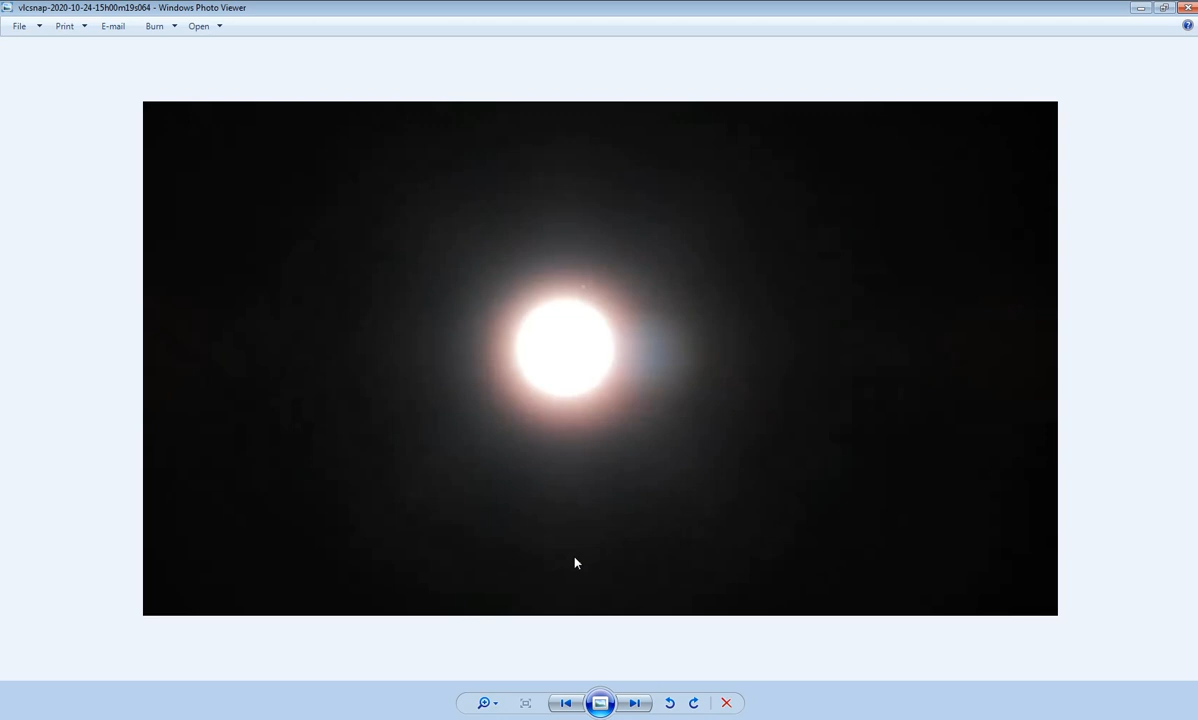 vlcsnap-2020-10-24-15h00m19s064 - Windows Photo Viewer
File Print E-mail Burn Open